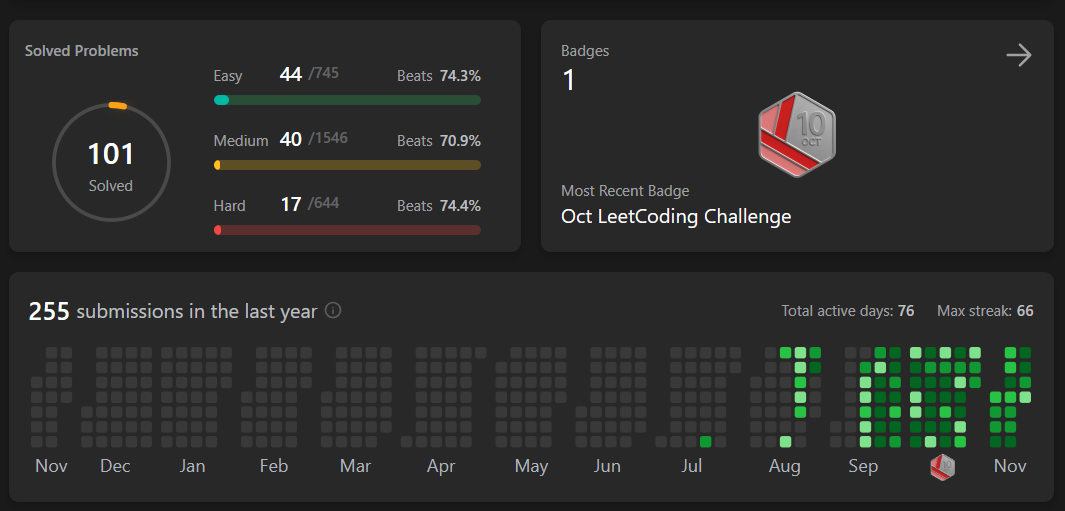 Solved Problems
101
Solved
Easy 44 /745 Beats 74.3%
Medium 40 /1546 Beats 70.9%
Hard 17 /644 Beats 74.4%
Badges
1
10
OCT
Most Recent Badge
Oct LeetCoding Challenge
255 submissions in the last year
Total active days: 76 Max streak: 66
Nov Dec Jan Feb Mar Apr May Jun Jul Aug Sep 10 Nov